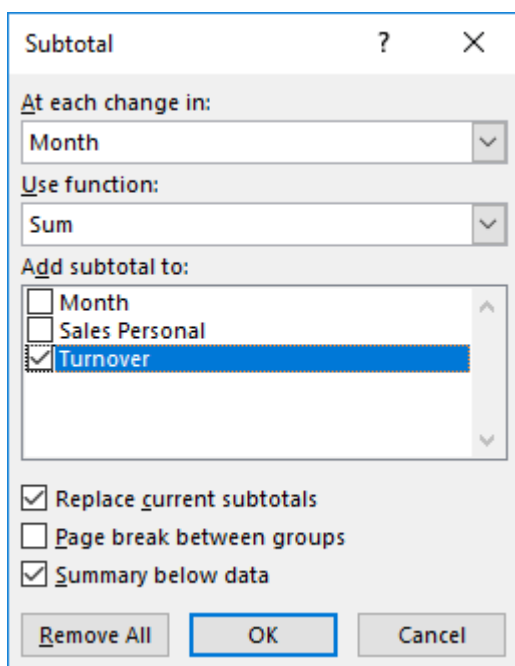 Subtotal ?
At each change in:
Month
Use function:
Sum
Add subtotal to:
Month
Sales Personal
Turnover
Replace current subtotals
Page break between groups
Summary below data
Remove All OK Cancel